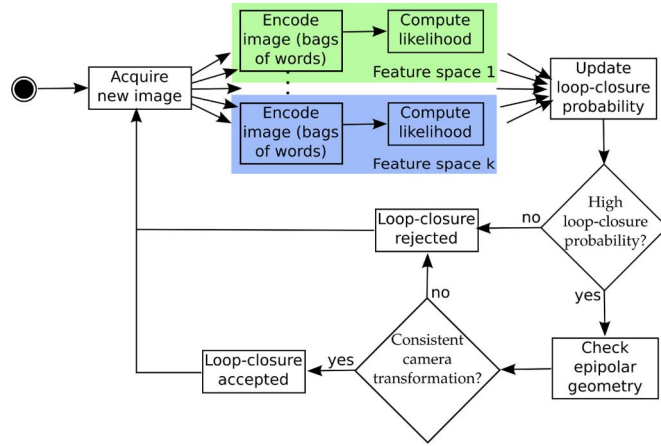 Acquire
new image
Encode
image (bags
of words)
Compute
likelihood
Feature space 1
Encode
image (bags
of words)
Compute
likelihood
Feature space k
Update
loop-closure
probability
High
loop-closure
probability?
no
yes
Loop-closure
rejected
no
Check
epipolar
geometry
Consistent
camera
transformation?
yes
Loop-closure
accepted